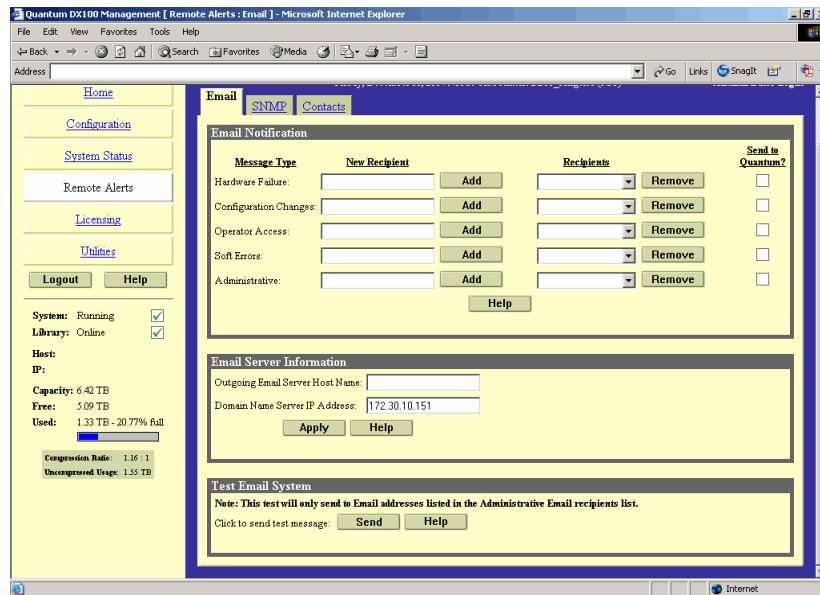 Quantum DX100 Management [ Remote Alerts : Email ] - Microsoft Internet Explorer
File Edit View Favorites Tools Help
Back Search Favorites Media
Address Go Links SnagIt
Home
Configuration
System Status
Remote Alerts
Licensing
Utilities
Logout Help
System: Running
Library: Online
Host:
IP:
Capacity: 6.42 TB
Free: 5.09 TB
Used: 1.33 TB - 20.77% full
Compression Ratio: 1.16 : 1
Uncompressed Usage: 1.55 TB
Email SNMP Contacts
Email Notification
Message Type New Recipient Recipients Send to Quantum?
Hardware Failure: Add Remove
Configuration Changes: Add Remove
Operator Access: Add Remove
Soft Errors: Add Remove
Administrative: Add Remove
Help
Email Server Information
Outgoing Email Server Host Name:
Domain Name Server IP Address: 172.30.10.151
Apply Help
Test Email System
Note: This test will only send to Email addresses listed in the Administrative Email recipients list.
Click to send test message: Send Help
Internet